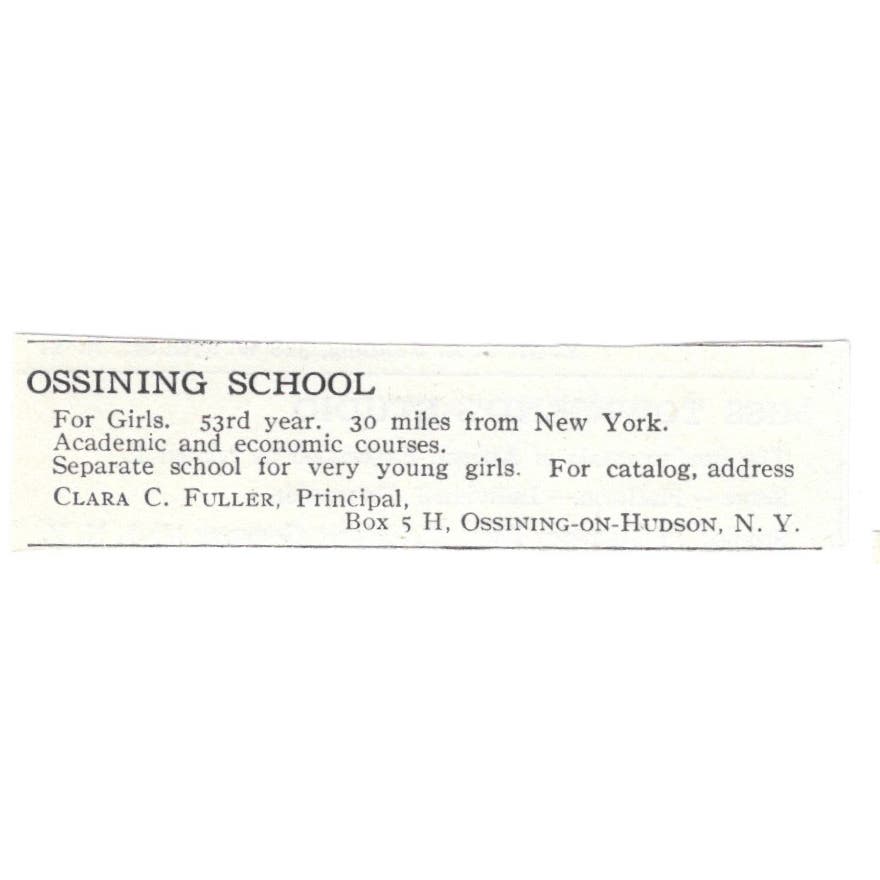 OSSINING SCHOOL
For Girls. 53rd year. 30 miles from New York.
Academic and economic courses.
Separate school for very young girls. For catalog, address
CLARA C. FULLER, Principal,
Box 5 H, OSSINING-ON-HUDSON, N. Y.